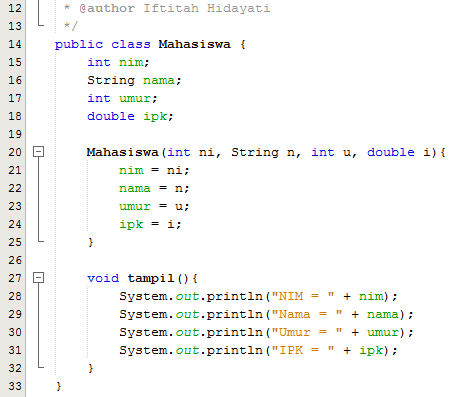 12 * @author Iftitah Hidayati
13 */
14 public class Mahasiswa {
15 int nim;
16 String nama;
17 int umur;
18 double ipk;
19
20 Mahasiswa(int ni, String n, int u, double i){
21 nim = ni;
22 nama = n;
23 umur = u;
24 ipk = i;
25 }
26
27 void tampil(){
28 System.out.println("NIM = " + nim);
29 System.out.println("Nama = " + nama);
30 System.out.println("Umur = " + umur);
31 System.out.println("IPK = " + ipk);
32 }
33 }